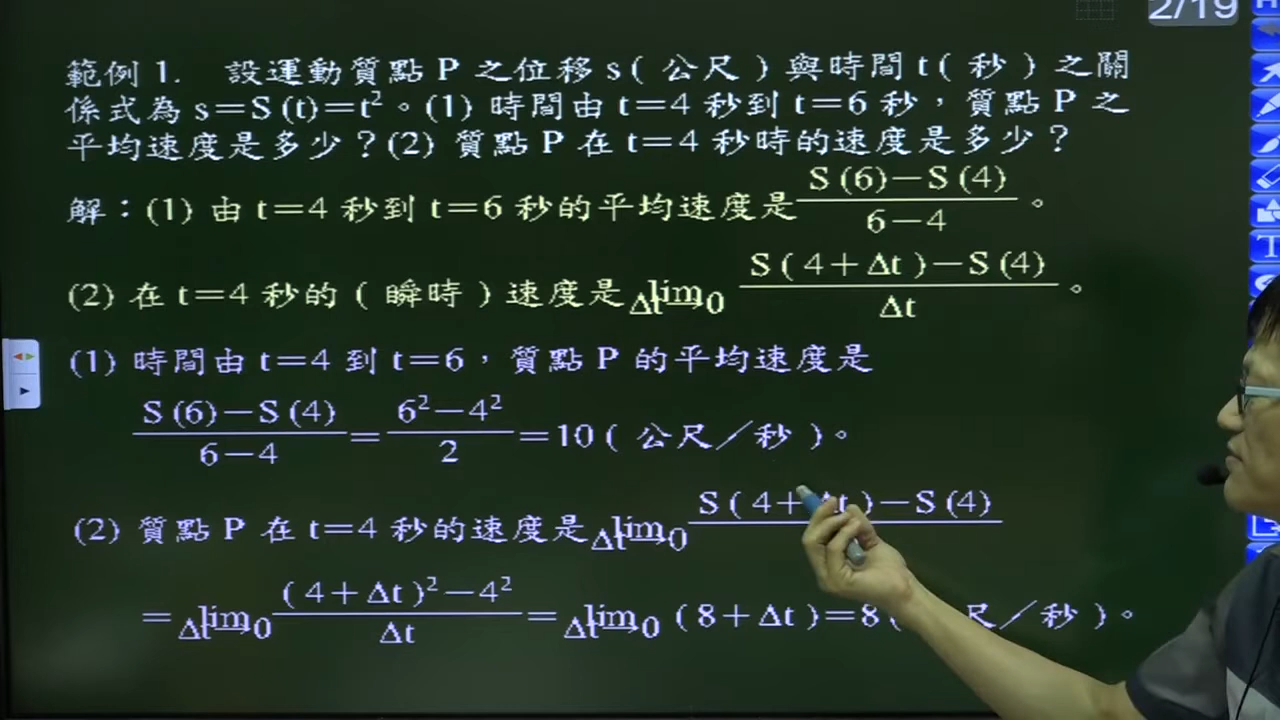 2/19
範例 1. 設運動質點 P 之位移 s ( 公尺 ) 與時間 t ( 秒 ) 之關
係式為 s=S(t)=t²。(1) 時間由 t=4 秒到 t=6 秒，質點 P 之
平均速度是多少？(2) 質點 P 在 t=4 秒時的速度是多少？
解：(1) 由 t=4 秒到 t=6 秒的平均速度是 S(6)-S(4) / 6-4 。
(2) 在 t=4 秒的 ( 瞬時 ) 速度是 lim Δt→0 S(4+Δt)-S(4) / Δt 。
(1) 時間由 t=4 到 t=6，質點 P 的平均速度是
S(6)-S(4) / 6-4 = 6²-4² / 2 =10 ( 公尺／秒 )。
(2) 質點 P 在 t=4 秒的速度是 lim Δt→0 S(4+Δt)-S(4)
= lim Δt→0 (4+Δt)²-4² / Δt = lim Δt→0 (8+Δt)=8 ( 尺／秒 )。